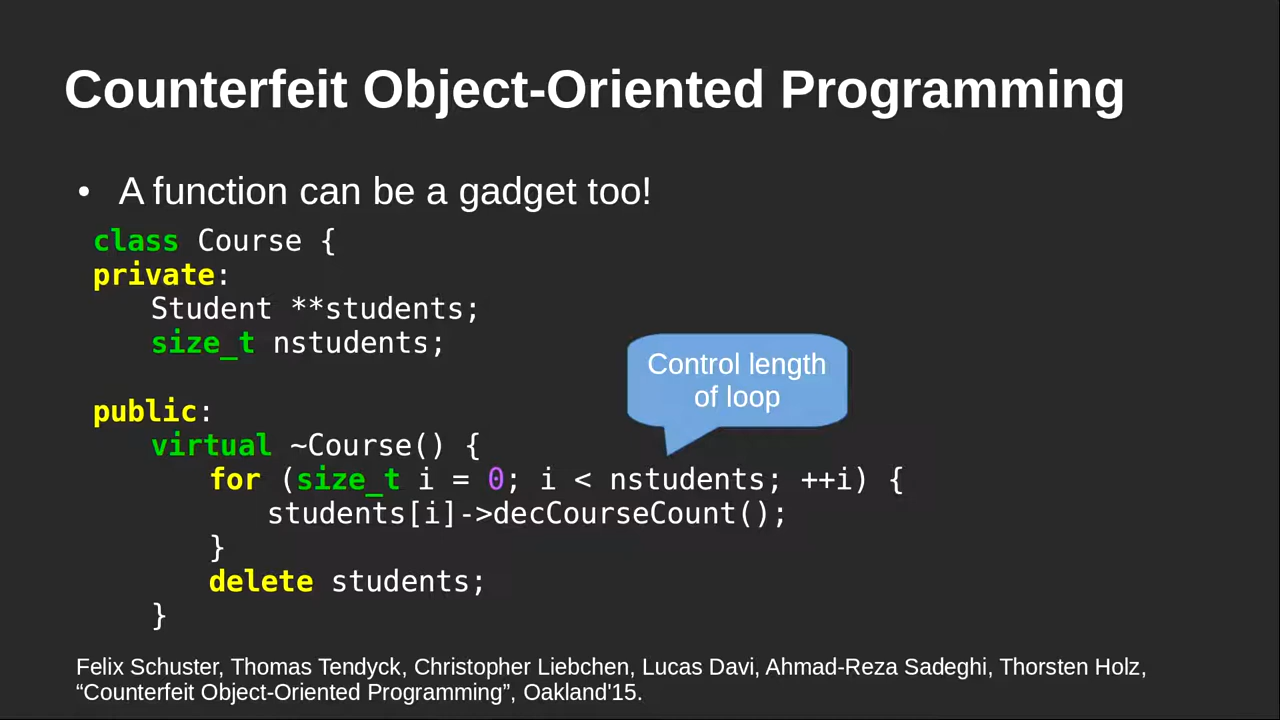 Counterfeit Object-Oriented Programming
• A function can be a gadget too!
class Course {
private:
Student **students;
size_t nstudents;
Control length
of loop
public:
virtual ~Course() {
for (size_t i = 0; i < nstudents; ++i) {
students[i]->decCourseCount();
}
delete students;
}
Felix Schuster, Thomas Tendyck, Christopher Liebchen, Lucas Davi, Ahmad-Reza Sadeghi, Thorsten Holz,
“Counterfeit Object-Oriented Programming”, Oakland'15.